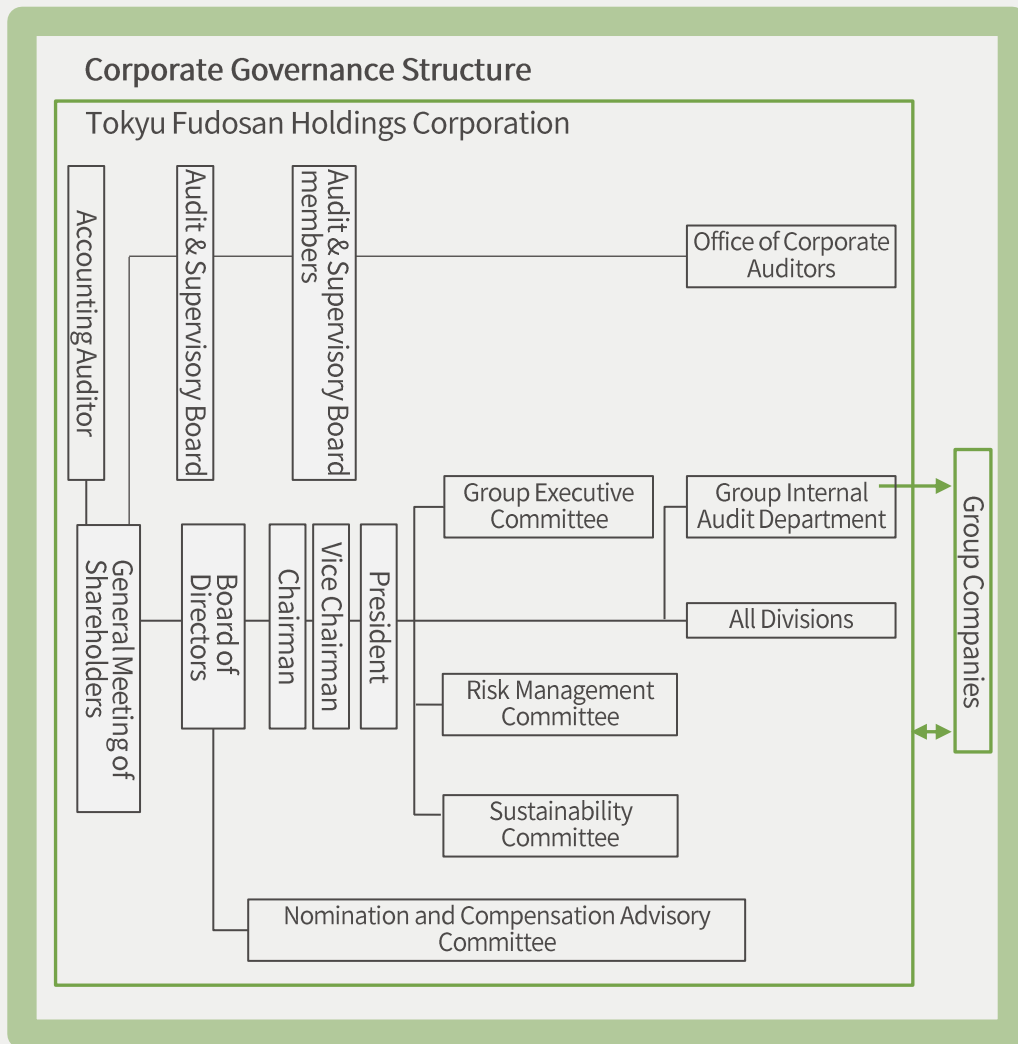 Corporate Governance Structure
Tokyu Fudosan Holdings Corporation
Accounting Auditor
Audit & Supervisory Board
Audit & Supervisory Board
members
Office of Corporate
Auditors
General Meeting of
Shareholders
Board of
Directors
Chairman
Vice Chairman
President
Group Executive
Committee
Group Internal
Audit Department
All Divisions
Risk Management
Committee
Sustainability
Committee
Nomination and Compensation Advisory
Committee
Group Companies